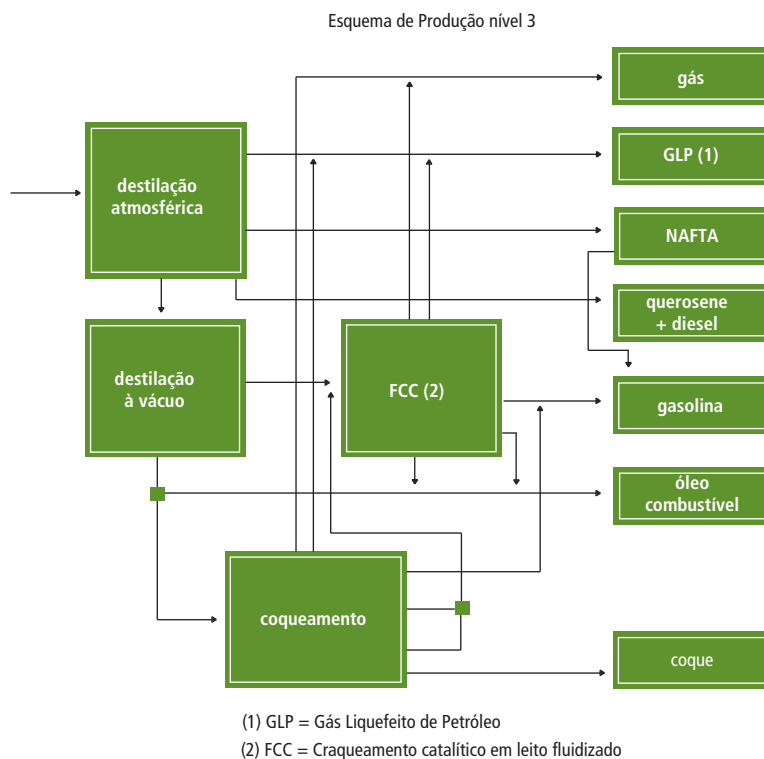 Esquema de Produção nível 3
gás
destilação
atmosférica
GLP (1)
NAFTA
querosene
+ diesel
destilação
à vácuo
FCC (2)
gasolina
óleo
combustível
coqueamento
coque
(1) GLP = Gás Liquefeito de Petróleo
(2) FCC = Craqueamento catalítico em leito fluidizado